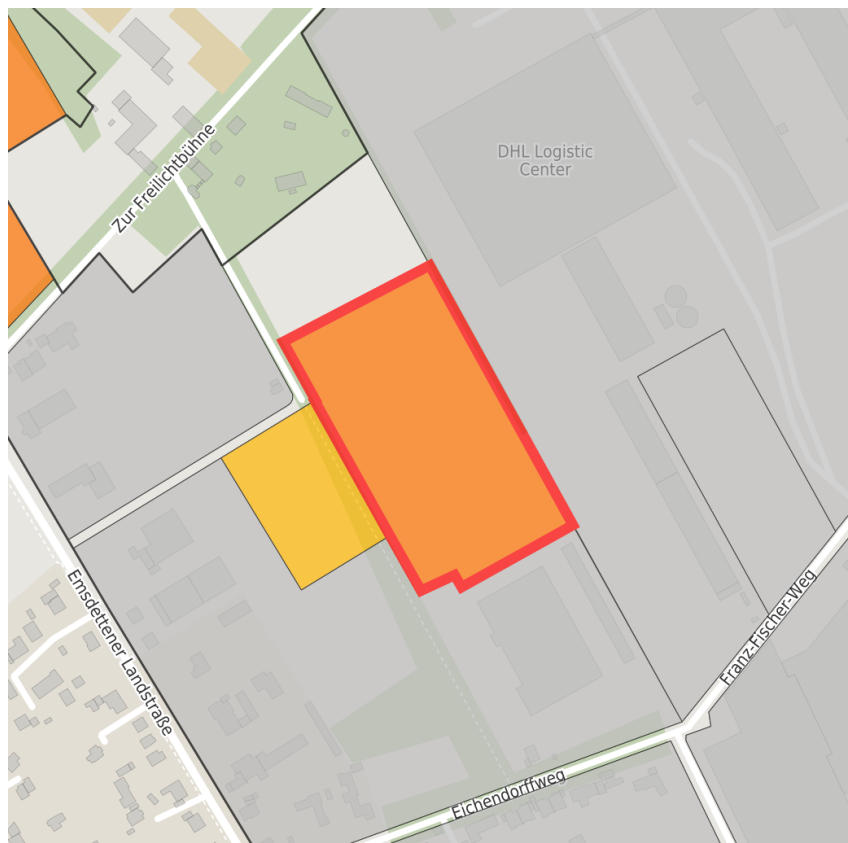 Zur Freilichtbühne
DHL Logistic
Center
Emsdettener Landstraße
Franz-Fischer-Weg
Eichendorffweg